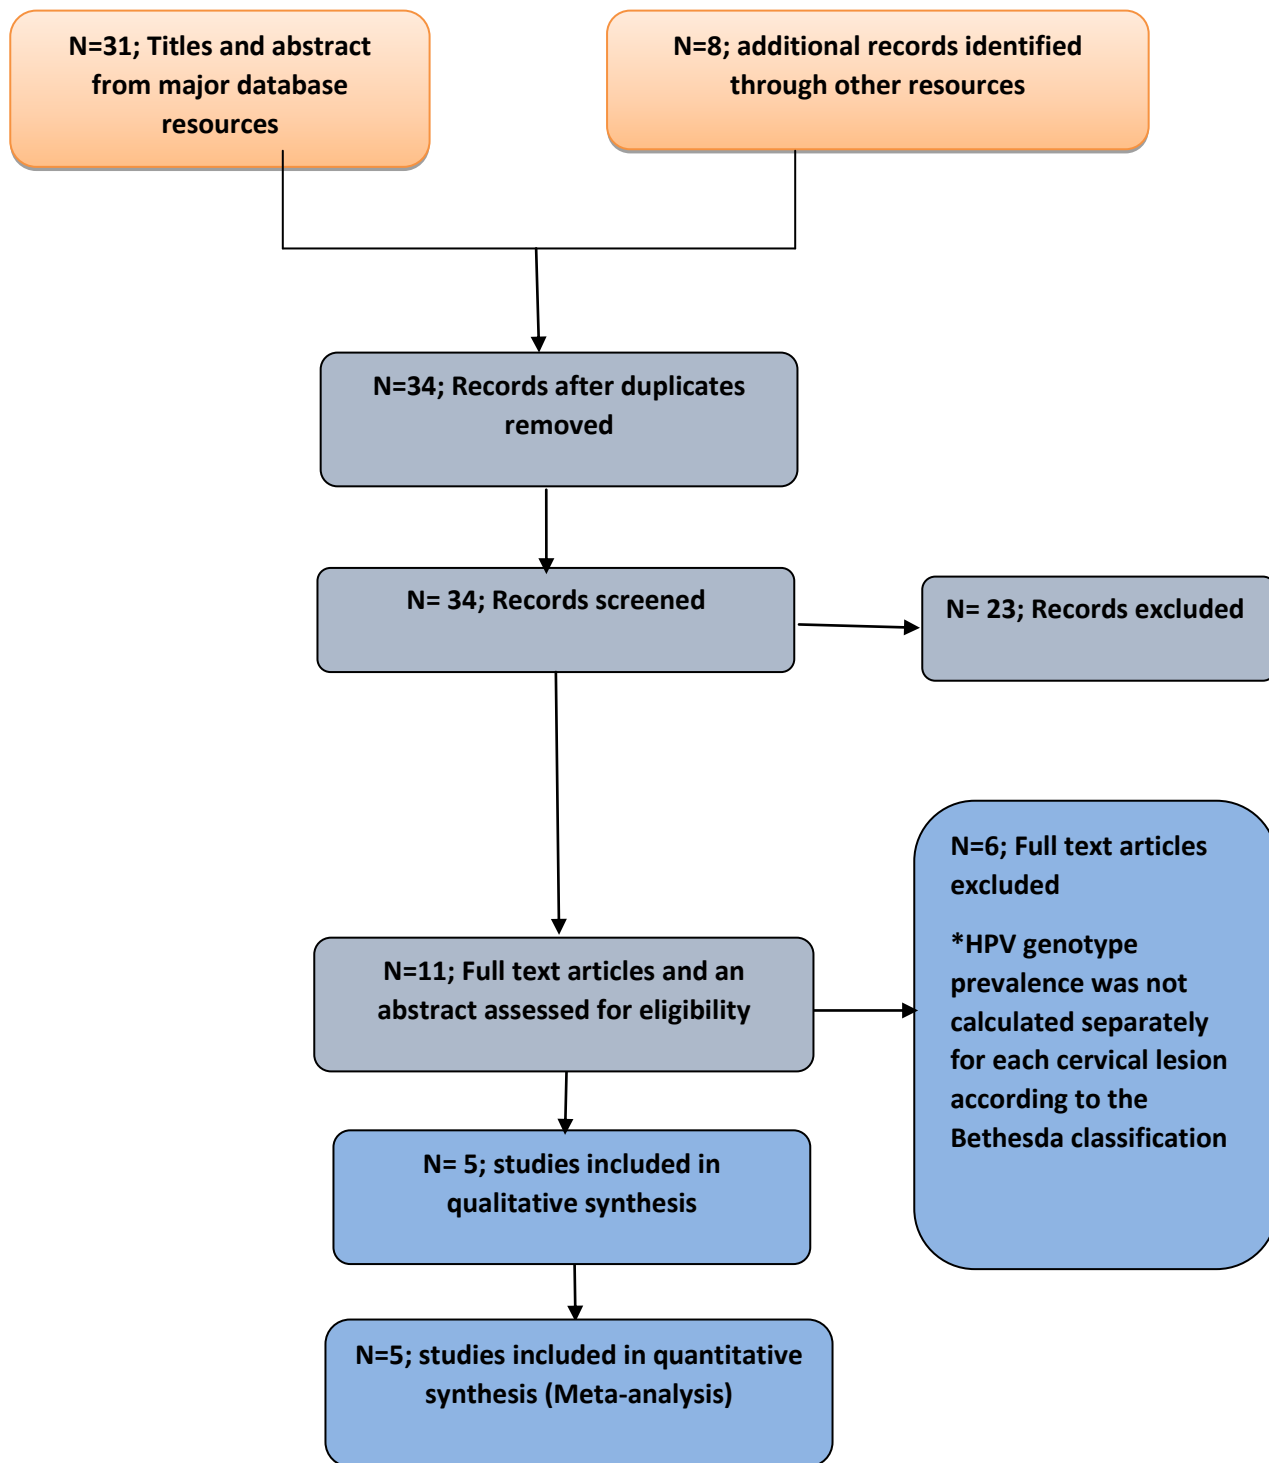 N=31; Titles and abstract
from major database
resources
N=8; additional records identified
through other resources
N=34; Records after duplicates
removed
N= 34; Records screened
N= 23; Records excluded
N=11; Full text articles and an
abstract assessed for eligibility
N=6; Full text articles
excluded
*HPV genotype
prevalence was not
calculated separately
for each cervical lesion
according to the
Bethesda classification
N= 5; studies included in
qualitative synthesis
N=5; studies included in quantitative
synthesis (Meta-analysis)